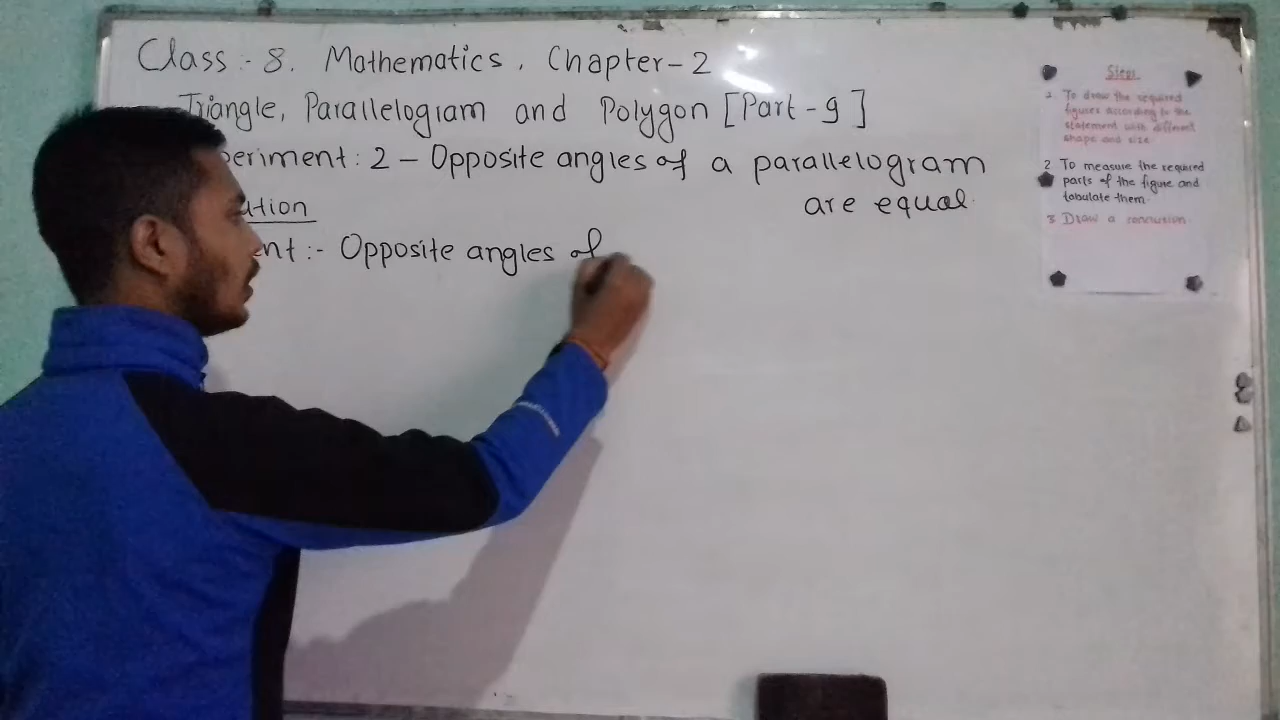 Class :- 8. Mathematics, Chapter-2
Triangle, Parallelogram and Polygon [Part-9]
periment: 2 - Opposite angles of a parallelogram
are equal.
ution
ent :- Opposite angles of
Steps
1. To draw the required
figures according to the
statement with different
shape and size
2. To measure the required
parts of the figure and
tabulate them.
3 Draw a conclusion.